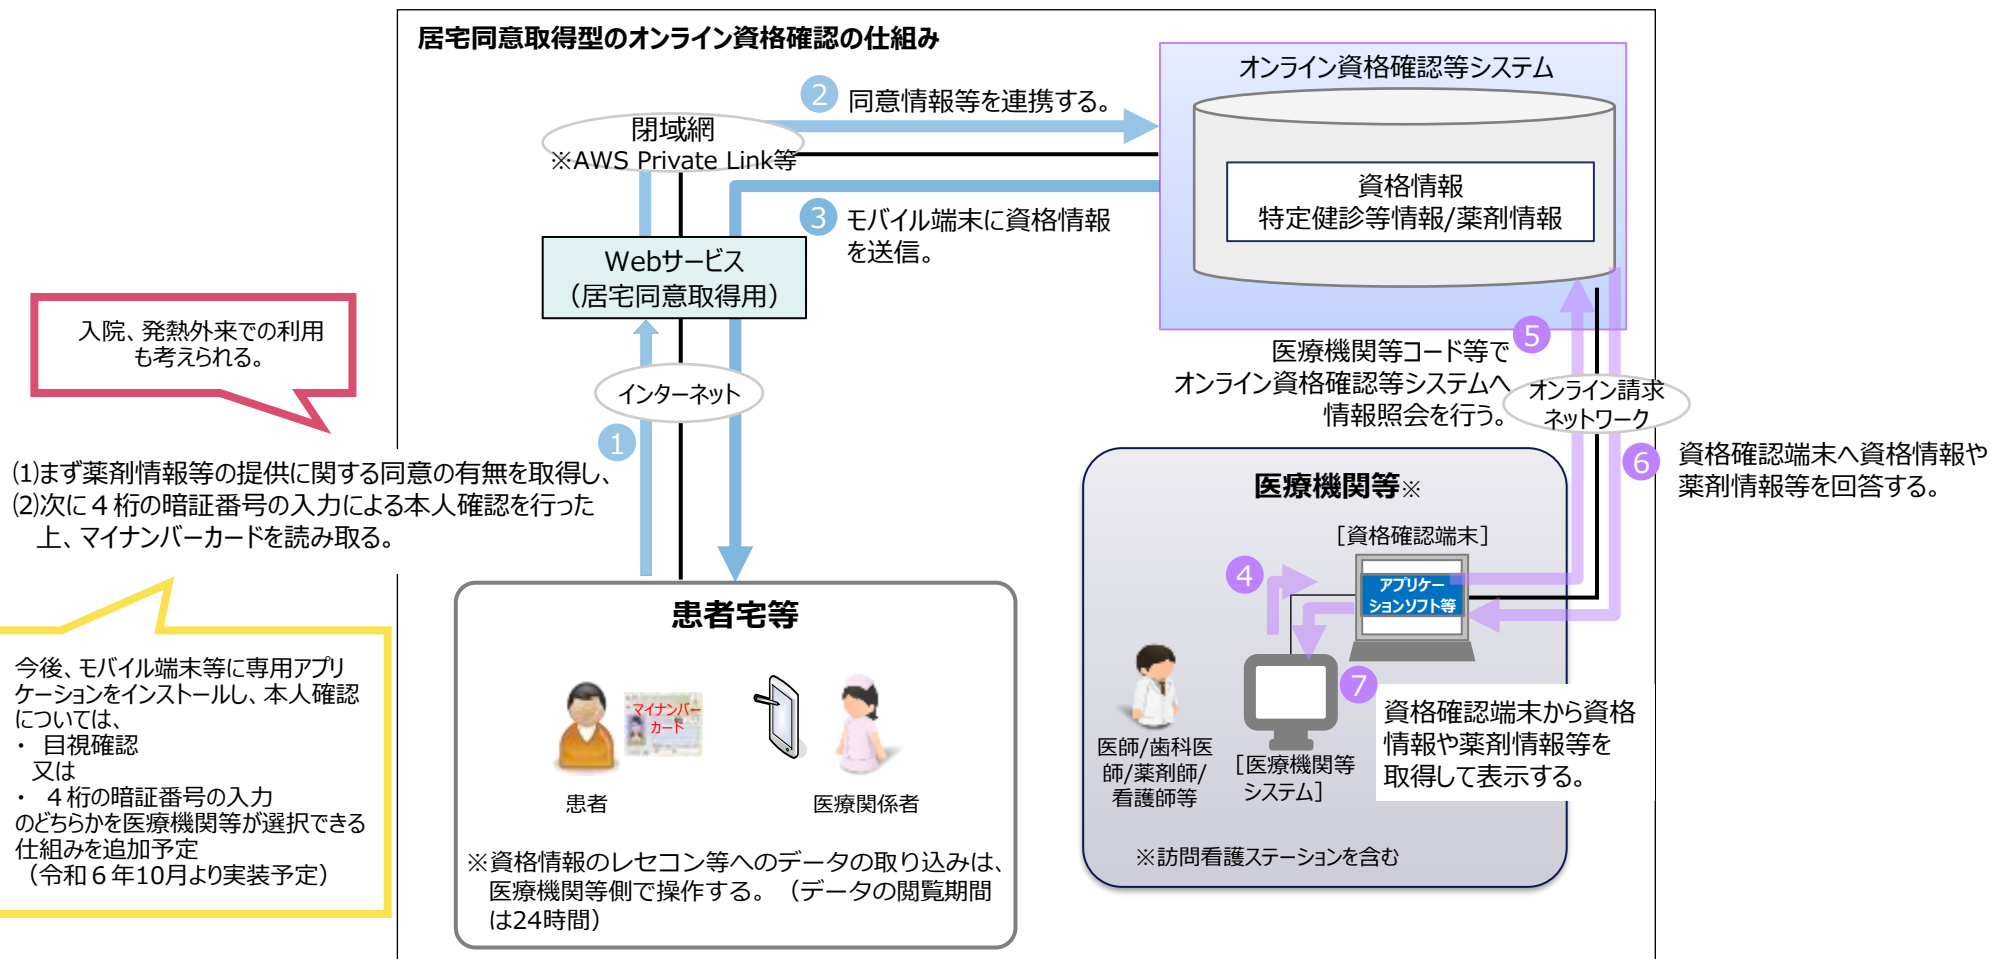 居宅同意取得型のオンライン資格確認の仕組み
オンライン資格確認等システム
資格情報
特定健診等情報/薬剤情報
2
同意情報等を連携する。
閉域網
※AWS Private Link等
3
モバイル端末に資格情報
を送信。
Webサービス
（居宅同意取得用）
インターネット
1
入院、発熱外来での利用
も考えられる。
⑴まず薬剤情報等の提供に関する同意の有無を取得し、
⑵次に４桁の暗証番号の入力による本人確認を行った
上、マイナンバーカードを読み取る。
今後、モバイル端末等に専用アプリ
ケーションをインストールし、本人確認
については、
・ 目視確認
又は
・ ４桁の暗証番号の入力
のどちらかを医療機関等が選択できる
仕組みを追加予定
（令和６年10月より実装予定）
患者宅等
マイナンバー
カード
患者
医療関係者
※資格情報のレセコン等へのデータの取り込みは、
医療機関等側で操作する。（データの閲覧期間
は24時間）
5
医療機関等コード等で
オンライン資格確認等システムへ
情報照会を行う。
オンライン請求
ネットワーク
6
資格確認端末へ資格情報や
薬剤情報等を回答する。
医療機関等※
［資格確認端末］
4
アプリケー
ションソフト等
7
資格確認端末から資格
情報や薬剤情報等を
取得して表示する。
医師/歯科医
師/薬剤師/
看護師等
［医療機関等
システム］
※訪問看護ステーションを含む